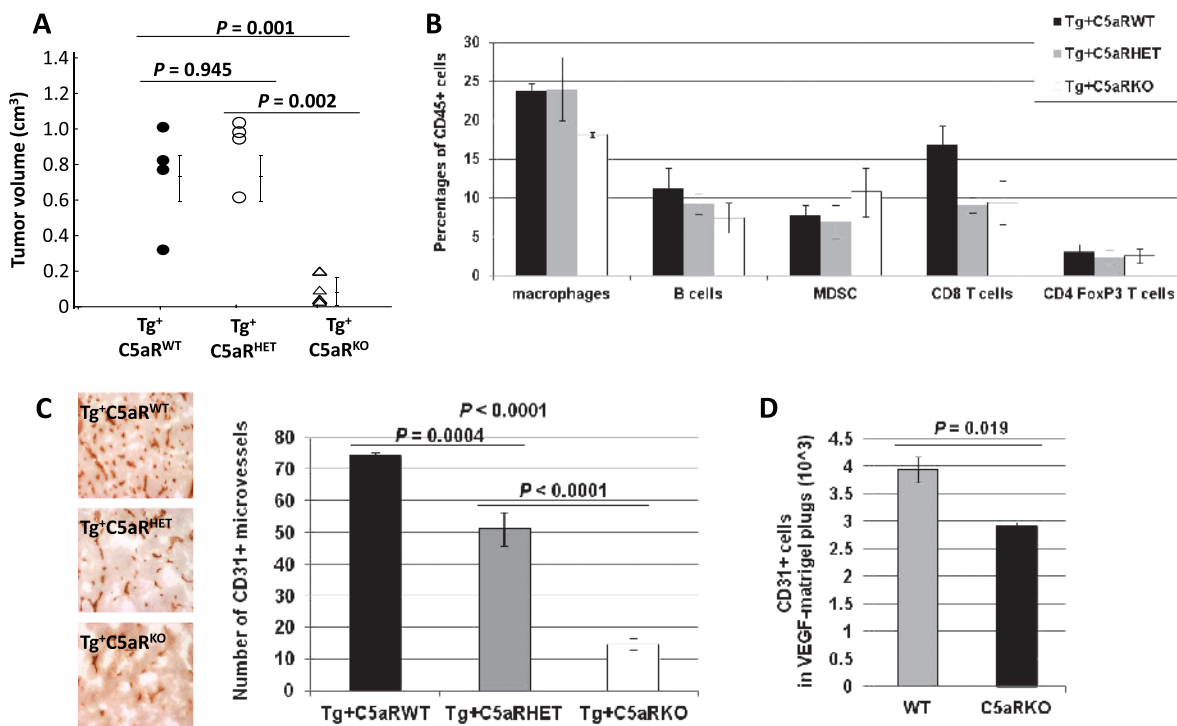 A
P = 0.001
P = 0.945
P = 0.002
Tumor volume (cm³)
1.4
1.2
1.0
0.8
0.6
0.4
0.2
0
Tg⁺
C5aRᵂᵀ
Tg⁺
C5aRᴴᴱᵀ
Tg⁺
C5aRᴷᴼ
B
Tg+C5aRWT
Tg+C5aRHET
Tg+C5aRKO
Percentages of CD45+ cells
30
25
20
15
10
5
0
macrophages
B cells
MDSC
CD8 T cells
CD4 FoxP3 T cells
C
Tg⁺C5aRᵂᵀ
Tg⁺C5aRᴴᴱᵀ
Tg⁺C5aRᴷᴼ
P < 0.0001
P = 0.0004
P < 0.0001
Number of CD31+ microvessels
80
70
60
50
40
30
20
10
0
Tg+C5aRWT
Tg+C5aRHET
Tg+C5aRKO
D
P = 0.019
CD31+ cells
in VEGF-matrigel plugs (10^3)
4.5
4
3.5
3
2.5
2
1.5
1
0.5
0
WT
C5aRKO